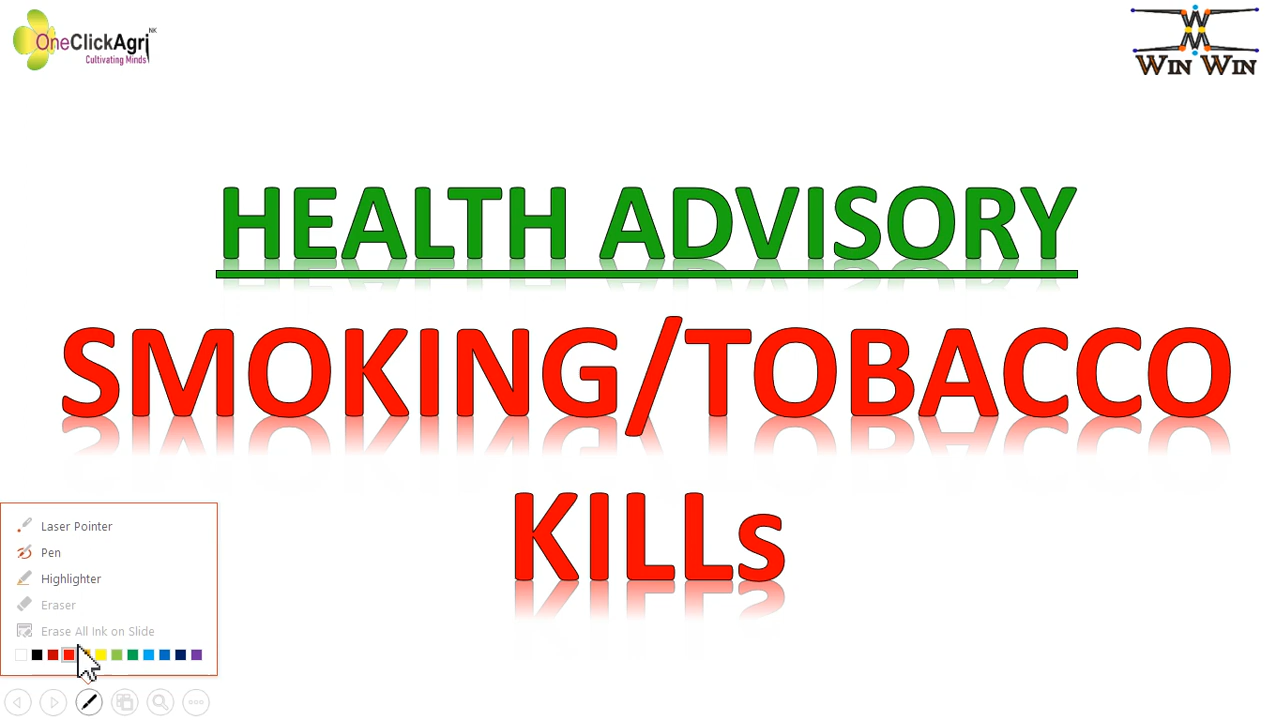 OneClickAgri NK
Cultivating Minds
WIN WIN
HEALTH ADVISORY
SMOKING/TOBACCO
KILLs
Laser Pointer
Pen
Highlighter
Eraser
Erase All Ink on Slide